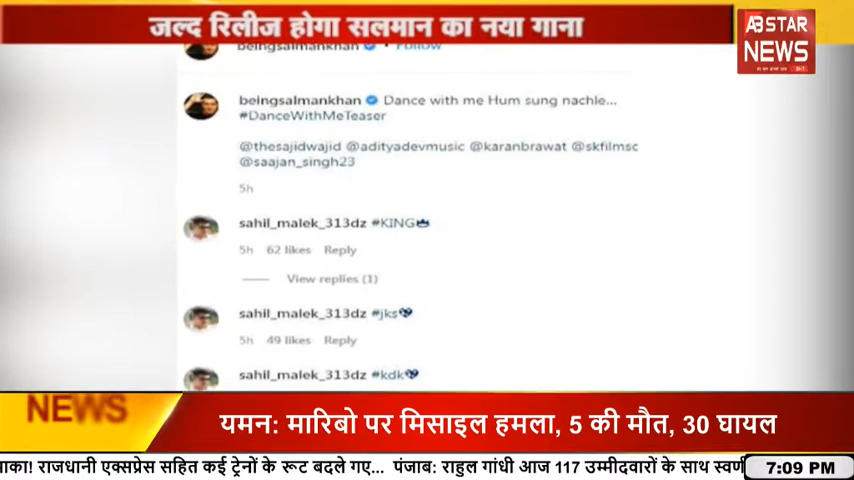 जल्द रिलीज होगा सलमान का नया गाना
AB STAR
NEWS
beingsalmankhan • Follow
beingsalmankhan Dance with me Hum sung nachle...
#DanceWithMeTeaser
@thesajidwajid @adityadevmusic @karanbrawat @skfilmsc
@saajan_singh23
5h
sahil_malek_313dz #KING
5h 62 likes Reply
View replies (1)
sahil_malek_313dz #jks
5h 49 likes Reply
sahil_malek_313dz #kdk
NEWS
यमन: मारिबो पर मिसाइल हमला, 5 की मौत, 30 घायल
राजधानी एक्सप्रेस सहित कई ट्रेनों के रूट बदले गए... पंजाब: राहुल गांधी आज 117 उम्मीदवारों के साथ
7:09 PM